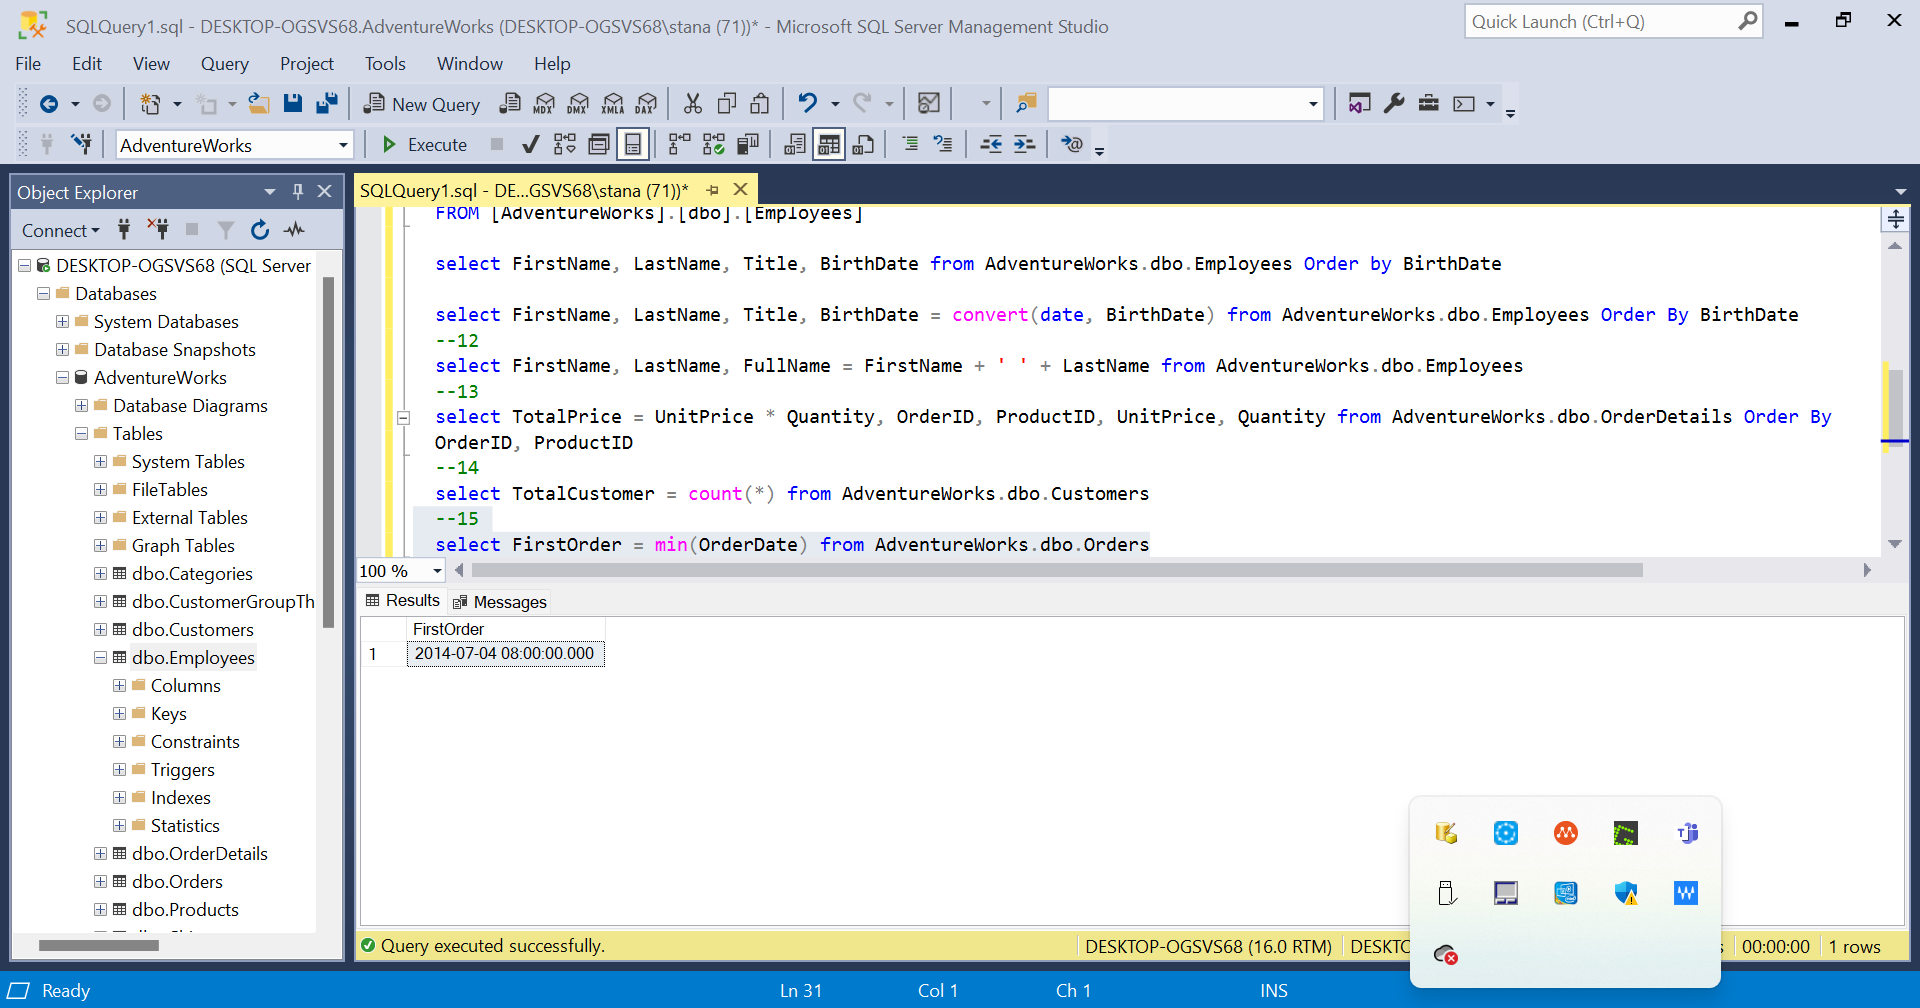 SQLQuery1.sql - DESKTOP-OGSVS68.AdventureWorks (DESKTOP-OGSVS68\stana (71))* - Microsoft SQL Server Management Studio
Quick Launch (Ctrl+Q)
File Edit View Query Project Tools Window Help
New Query MDX DMX XMLA DAX
AdventureWorks
Execute
Object Explorer
Connect
DESKTOP-OGSVS68 (SQL Server
Databases
System Databases
Database Snapshots
AdventureWorks
Database Diagrams
Tables
System Tables
FileTables
External Tables
Graph Tables
dbo.Categories
dbo.CustomerGroupTh
dbo.Customers
dbo.Employees
Columns
Keys
Constraints
Triggers
Indexes
Statistics
dbo.OrderDetails
dbo.Orders
dbo.Products
SQLQuery1.sql - DE...GSVS68\stana (71))*
FROM [AdventureWorks].[dbo].[Employees]
select FirstName, LastName, Title, BirthDate from AdventureWorks.dbo.Employees Order by BirthDate
select FirstName, LastName, Title, BirthDate = convert(date, BirthDate) from AdventureWorks.dbo.Employees Order By BirthDate
--12
select FirstName, LastName, FullName = FirstName + ' ' + LastName from AdventureWorks.dbo.Employees
--13
select TotalPrice = UnitPrice * Quantity, OrderID, ProductID, UnitPrice, Quantity from AdventureWorks.dbo.OrderDetails Order By
OrderID, ProductID
--14
select TotalCustomer = count(*) from AdventureWorks.dbo.Customers
--15
select FirstOrder = min(OrderDate) from AdventureWorks.dbo.Orders
100 %
Results Messages
FirstOrder
1 2014-07-04 08:00:00.000
Query executed successfully.
DESKTOP-OGSVS68 (16.0 RTM) DESKTO 00:00:00 1 rows
Ready Ln 31 Col 1 Ch 1 INS